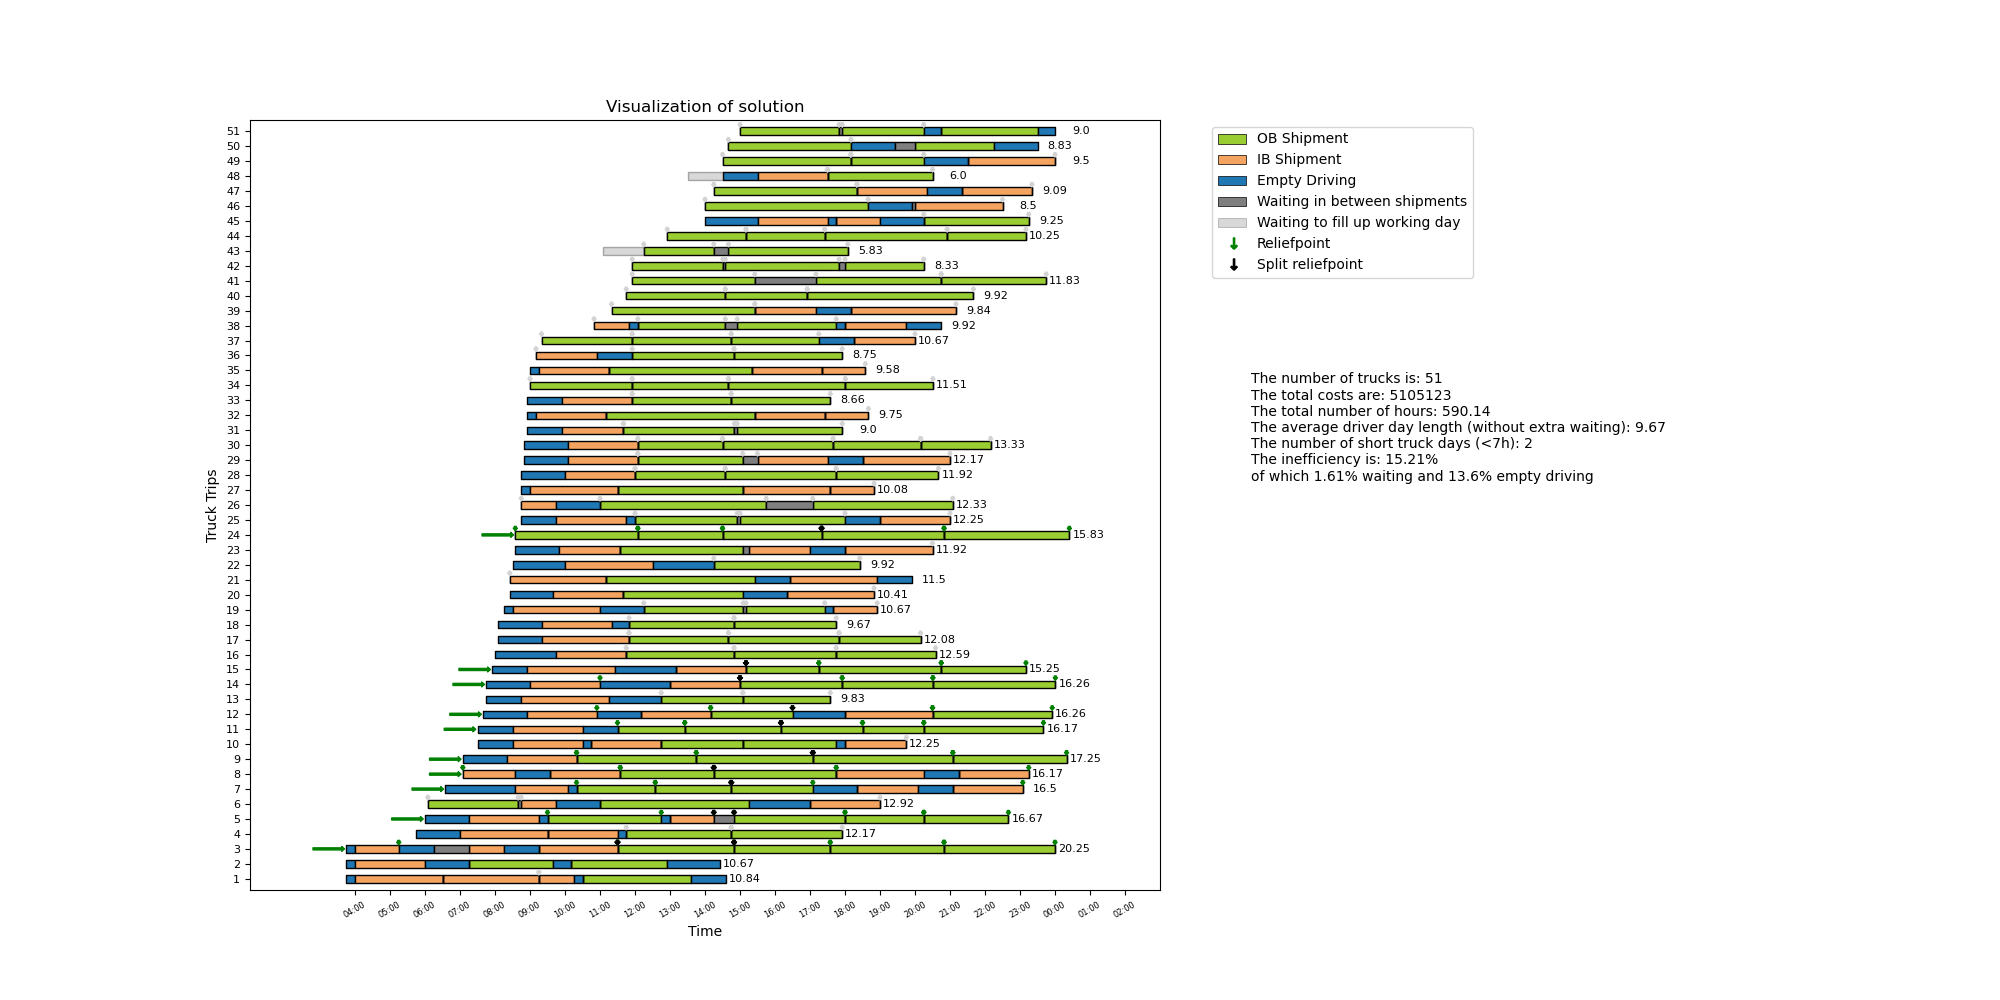 Visualization of solution
51 9.0
50 8.83
49 9.5
48 6.0
47 9.09
46 8.5
45 9.25
44 10.25
43 5.83
42 8.33
41 11.83
40 9.92
39 9.84
38 9.92
37 10.67
36 8.75
35 9.58
34 11.51
33 8.66
32 9.75
31 9.0
30 13.33
29 12.17
28 11.92
27 10.08
26 12.33
25 12.25
24 15.83
23 11.92
22 9.92
21 11.5
20 10.41
19 10.67
18 9.67
17 12.08
16 12.59
15 15.25
14 16.26
13 9.83
12 16.26
11 16.17
10 12.25
9 17.25
8 16.17
7 16.5
6 12.92
5 16.67
4 12.17
3 20.25
2 10.67
1 10.84
Truck Trips
04:00 05:00 06:00 07:00 08:00 09:00 10:00 11:00 12:00 13:00 14:00 15:00 16:00 17:00 18:00 19:00 20:00 21:00 22:00 23:00 00:00 01:00 02:00
Time
OB Shipment
IB Shipment
Empty Driving
Waiting in between shipments
Waiting to fill up working day
Reliefpoint
Split reliefpoint
The number of trucks is: 51
The total costs are: 5105123
The total number of hours: 590.14
The average driver day length (without extra waiting): 9.67
The number of short truck days (<7h): 2
The inefficiency is: 15.21%
of which 1.61% waiting and 13.6% empty driving